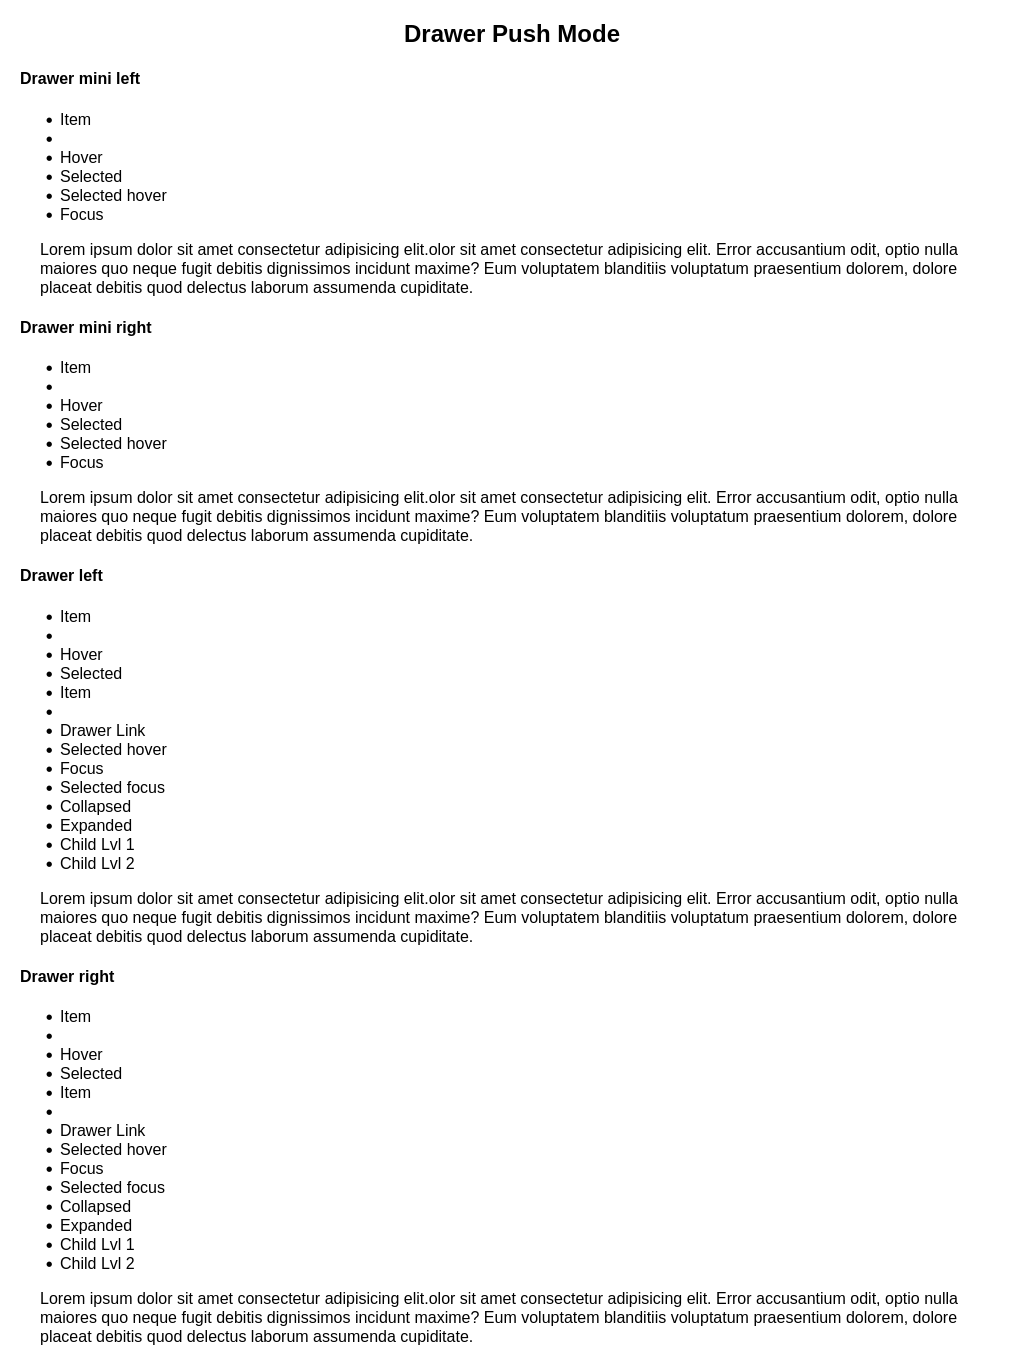 Drawer Push Mode
Drawer mini left
Item
Hover
Selected
Selected hover
Focus
Lorem ipsum dolor sit amet consectetur adipisicing elit.olor sit amet consectetur adipisicing elit. Error accusantium odit, optio nulla
maiores quo neque fugit debitis dignissimos incidunt maxime? Eum voluptatem blanditiis voluptatum praesentium dolorem, dolore
placeat debitis quod delectus laborum assumenda cupiditate.
Drawer mini right
Item
Hover
Selected
Selected hover
Focus
Lorem ipsum dolor sit amet consectetur adipisicing elit.olor sit amet consectetur adipisicing elit. Error accusantium odit, optio nulla
maiores quo neque fugit debitis dignissimos incidunt maxime? Eum voluptatem blanditiis voluptatum praesentium dolorem, dolore
placeat debitis quod delectus laborum assumenda cupiditate.
Drawer left
Item
Hover
Selected
Item
Drawer Link
Selected hover
Focus
Selected focus
Collapsed
Expanded
Child Lvl 1
Child Lvl 2
Lorem ipsum dolor sit amet consectetur adipisicing elit.olor sit amet consectetur adipisicing elit. Error accusantium odit, optio nulla
maiores quo neque fugit debitis dignissimos incidunt maxime? Eum voluptatem blanditiis voluptatum praesentium dolorem, dolore
placeat debitis quod delectus laborum assumenda cupiditate.
Drawer right
Item
Hover
Selected
Item
Drawer Link
Selected hover
Focus
Selected focus
Collapsed
Expanded
Child Lvl 1
Child Lvl 2
Lorem ipsum dolor sit amet consectetur adipisicing elit.olor sit amet consectetur adipisicing elit. Error accusantium odit, optio nulla
maiores quo neque fugit debitis dignissimos incidunt maxime? Eum voluptatem blanditiis voluptatum praesentium dolorem, dolore
placeat debitis quod delectus laborum assumenda cupiditate.